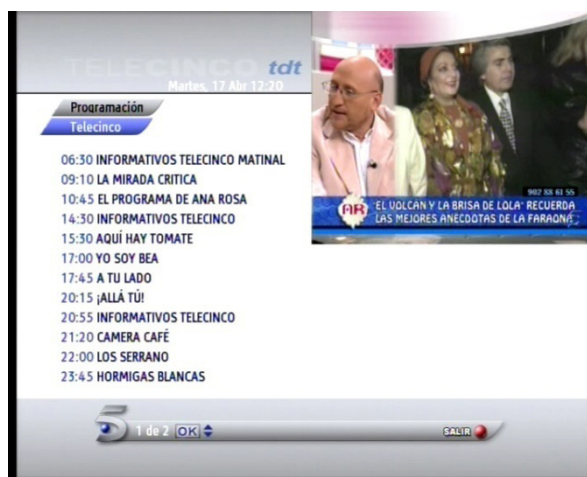 TELECINCO tdt
Martes, 17 Abr 12:20
Programación
Telecinco
06:30 INFORMATIVOS TELECINCO MATINAL
09:10 LA MIRADA CRITICA
10:45 EL PROGRAMA DE ANA ROSA
14:30 INFORMATIVOS TELECINCO
15:30 AQUÍ HAY TOMATE
17:00 YO SOY BEA
17:45 A TU LADO
20:15 ¡ALLÁ TÚ!
20:55 INFORMATIVOS TELECINCO
21:20 CAMERA CAFÉ
22:00 LOS SERRANO
23:45 HORMIGAS BLANCAS
902 88 61 55
AR
"EL VOLCAN Y LA BRISA DE LOLA" RECUERDA
LAS MEJORES ANÉCDOTAS DE LA FARAONA
5
1 de 2 OK
SALIR